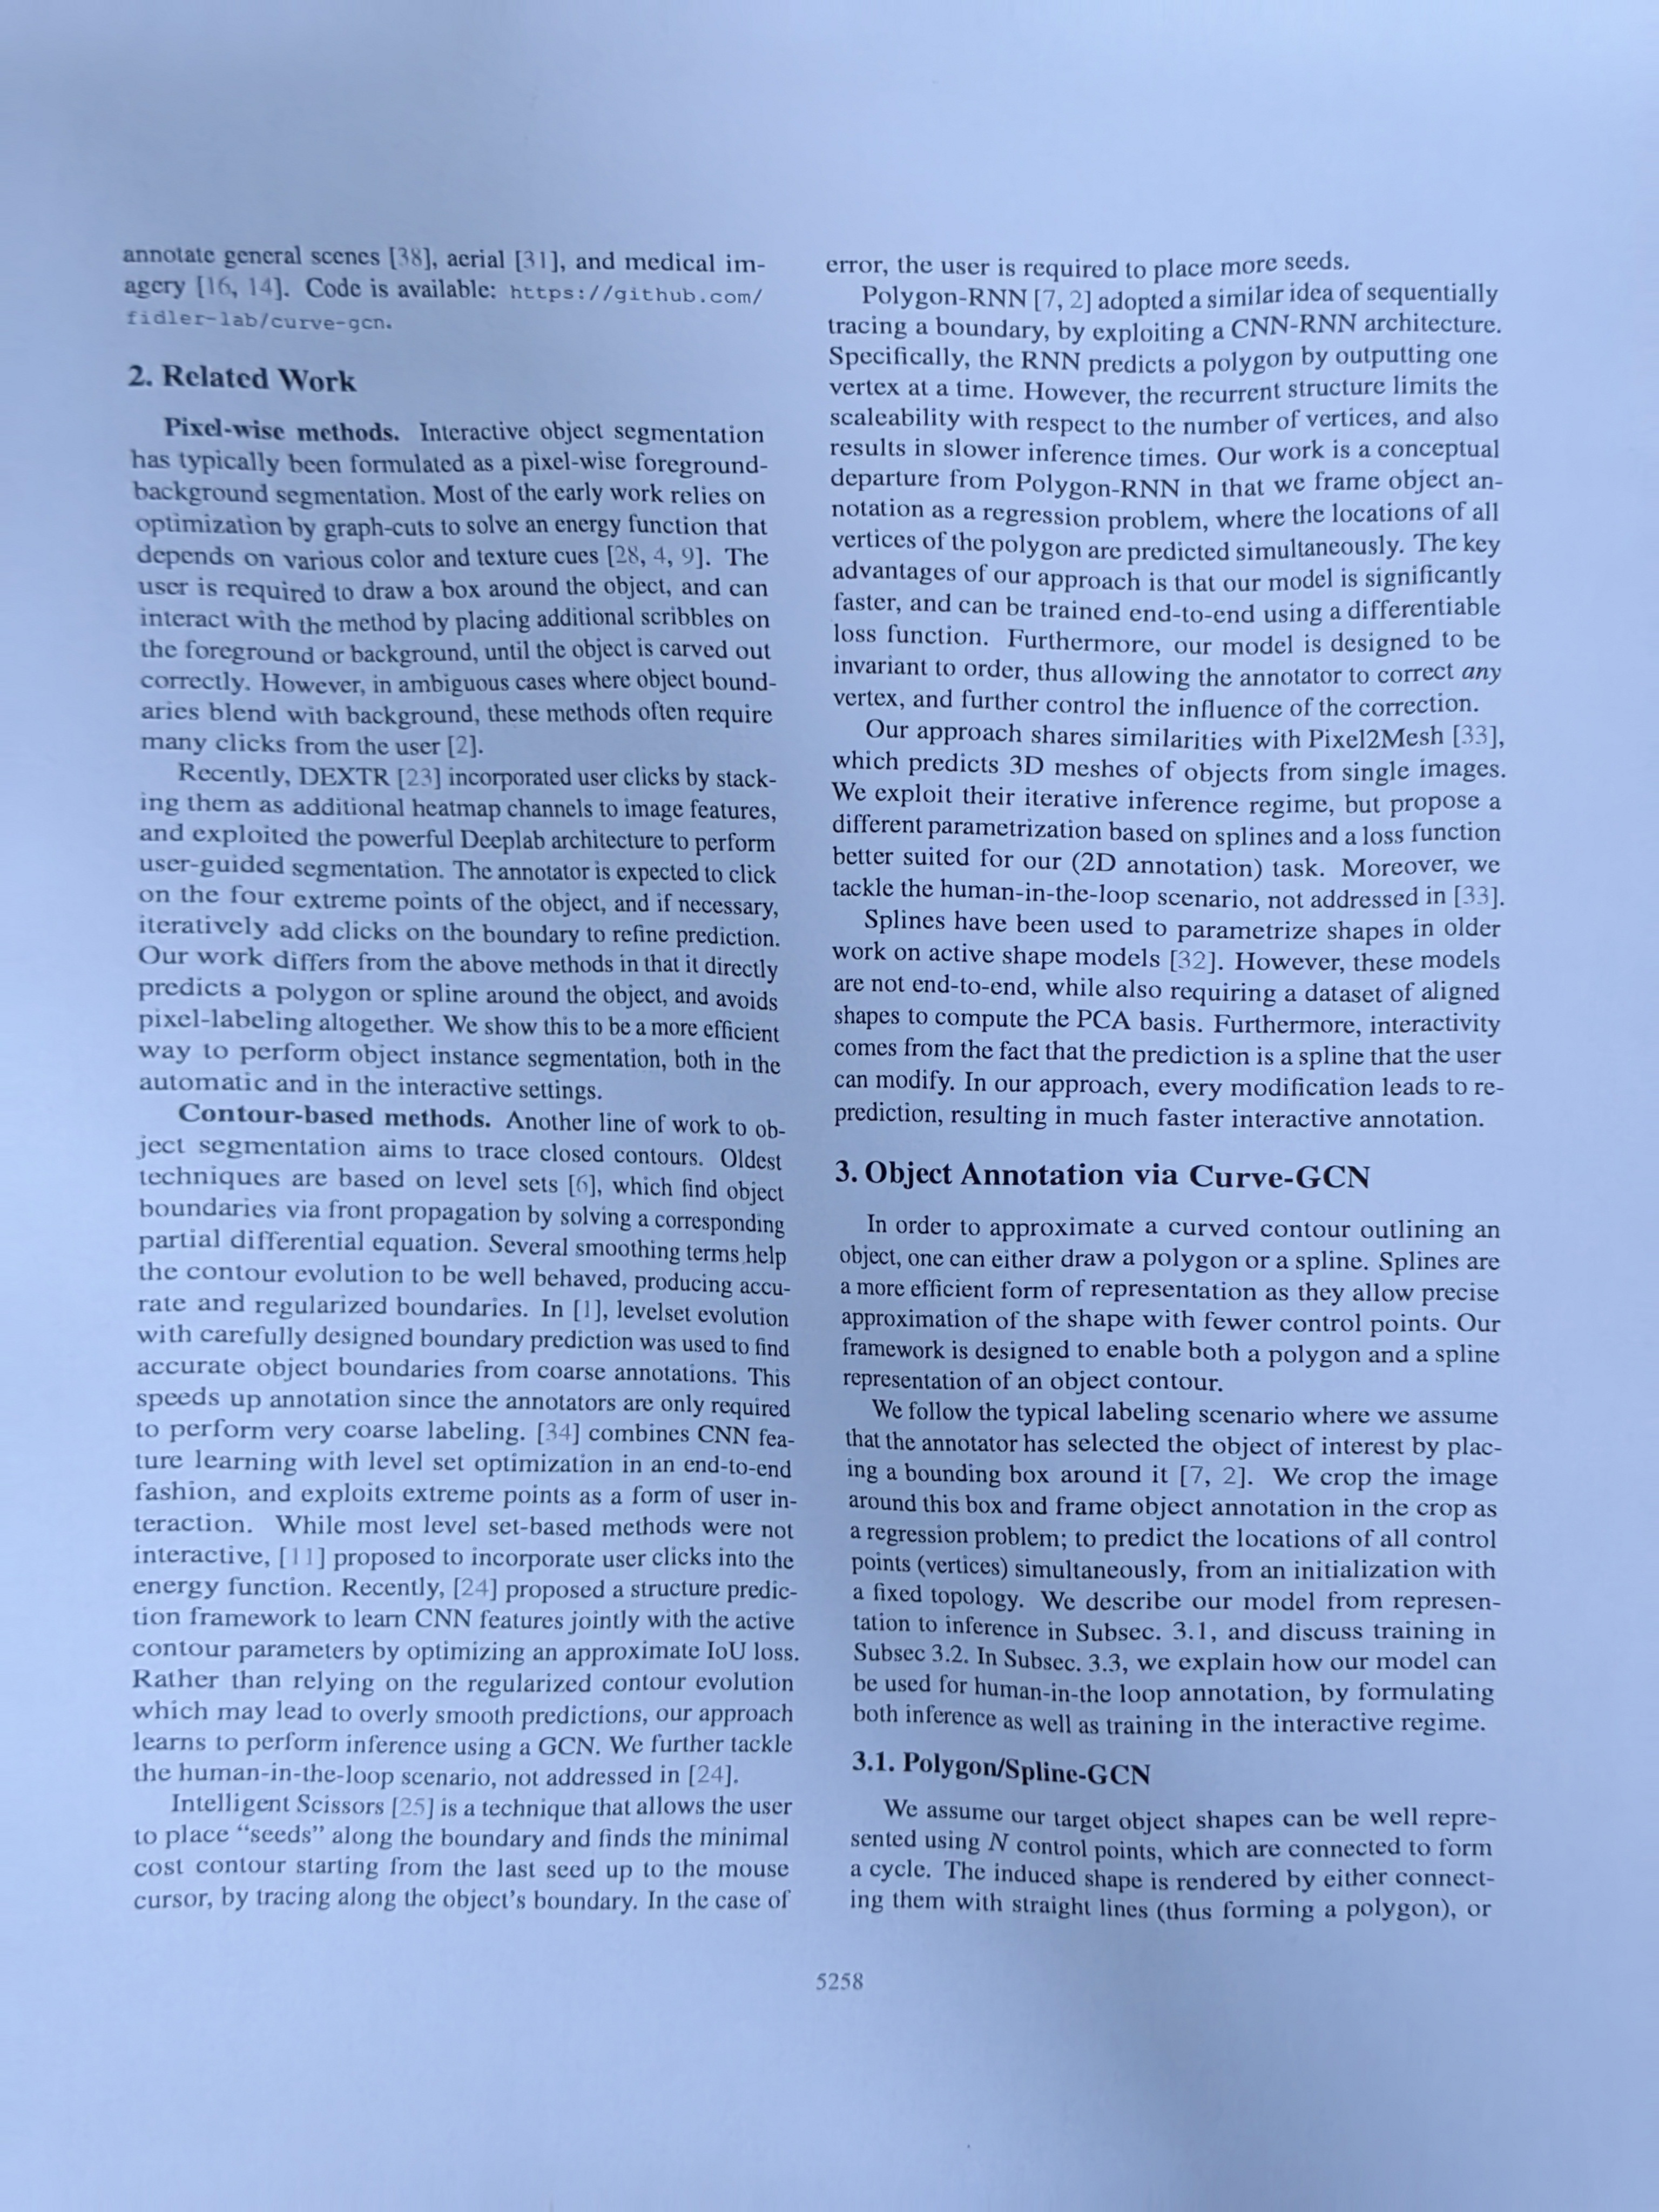 annotate general scenes [38], aerial [31], and medical im-
agery [16, 14]. Code is available: https://github.com/
fidler-lab/curve-gcn.
2. Related Work
Pixel-wise methods. Interactive object segmentation
has typically been formulated as a pixel-wise foreground-
background segmentation. Most of the early work relies on
optimization by graph-cuts to solve an energy function that
depends on various color and texture cues [28, 4, 9]. The
user is required to draw a box around the object, and can
interact with the method by placing additional scribbles on
the foreground or background, until the object is carved out
correctly. However, in ambiguous cases where object bound-
aries blend with background, these methods often require
many clicks from the user [2].
Recently, DEXTR [23] incorporated user clicks by stack-
ing them as additional heatmap channels to image features,
and exploited the powerful Deeplab architecture to perform
user-guided segmentation. The annotator is expected to click
on the four extreme points of the object, and if necessary,
iteratively add clicks on the boundary to refine prediction.
Our work differs from the above methods in that it directly
predicts a polygon or spline around the object, and avoids
pixel-labeling altogether. We show this to be a more efficient
way to perform object instance segmentation, both in the
automatic and in the interactive settings.
Contour-based methods. Another line of work to ob-
ject segmentation aims to trace closed contours. Oldest
techniques are based on level sets [6], which find object
boundaries via front propagation by solving a corresponding
partial differential equation. Several smoothing terms help
the contour evolution to be well behaved, producing accu-
rate and regularized boundaries. In [1], levelset evolution
with carefully designed boundary prediction was used to find
accurate object boundaries from coarse annotations. This
speeds up annotation since the annotators are only required
to perform very coarse labeling. [34] combines CNN fea-
ture learning with level set optimization in an end-to-end
fashion, and exploits extreme points as a form of user in-
teraction. While most level set-based methods were not
interactive, [11] proposed to incorporate user clicks into the
energy function. Recently, [24] proposed a structure predic-
tion framework to learn CNN features jointly with the active
contour parameters by optimizing an approximate IoU loss.
Rather than relying on the regularized contour evolution
which may lead to overly smooth predictions, our approach
learns to perform inference using a GCN. We further tackle
the human-in-the-loop scenario, not addressed in [24].
Intelligent Scissors [25] is a technique that allows the user
to place “seeds” along the boundary and finds the minimal
cost contour starting from the last seed up to the mouse
cursor, by tracing along the object’s boundary. In the case of
error, the user is required to place more seeds.
Polygon-RNN [7, 2] adopted a similar idea of sequentially
tracing a boundary, by exploiting a CNN-RNN architecture.
Specifically, the RNN predicts a polygon by outputting one
vertex at a time. However, the recurrent structure limits the
scaleability with respect to the number of vertices, and also
results in slower inference times. Our work is a conceptual
departure from Polygon-RNN in that we frame object an-
notation as a regression problem, where the locations of all
vertices of the polygon are predicted simultaneously. The key
advantages of our approach is that our model is significantly
faster, and can be trained end-to-end using a differentiable
loss function. Furthermore, our model is designed to be
invariant to order, thus allowing the annotator to correct any
vertex, and further control the influence of the correction.
Our approach shares similarities with Pixel2Mesh [33],
which predicts 3D meshes of objects from single images.
We exploit their iterative inference regime, but propose a
different parametrization based on splines and a loss function
better suited for our (2D annotation) task. Moreover, we
tackle the human-in-the-loop scenario, not addressed in [33].
Splines have been used to parametrize shapes in older
work on active shape models [32]. However, these models
are not end-to-end, while also requiring a dataset of aligned
shapes to compute the PCA basis. Furthermore, interactivity
comes from the fact that the prediction is a spline that the user
can modify. In our approach, every modification leads to re-
prediction, resulting in much faster interactive annotation.
3. Object Annotation via Curve-GCN
In order to approximate a curved contour outlining an
object, one can either draw a polygon or a spline. Splines are
a more efficient form of representation as they allow precise
approximation of the shape with fewer control points. Our
framework is designed to enable both a polygon and a spline
representation of an object contour.
We follow the typical labeling scenario where we assume
that the annotator has selected the object of interest by plac-
ing a bounding box around it [7, 2]. We crop the image
around this box and frame object annotation in the crop as
a regression problem; to predict the locations of all control
points (vertices) simultaneously, from an initialization with
a fixed topology. We describe our model from represen-
tation to inference in Subsec. 3.1, and discuss training in
Subsec 3.2. In Subsec. 3.3, we explain how our model can
be used for human-in-the loop annotation, by formulating
both inference as well as training in the interactive regime.
3.1. Polygon/Spline-GCN
We assume our target object shapes can be well repre-
sented using N control points, which are connected to form
a cycle. The induced shape is rendered by either connect-
ing them with straight lines (thus forming a polygon), or
5258